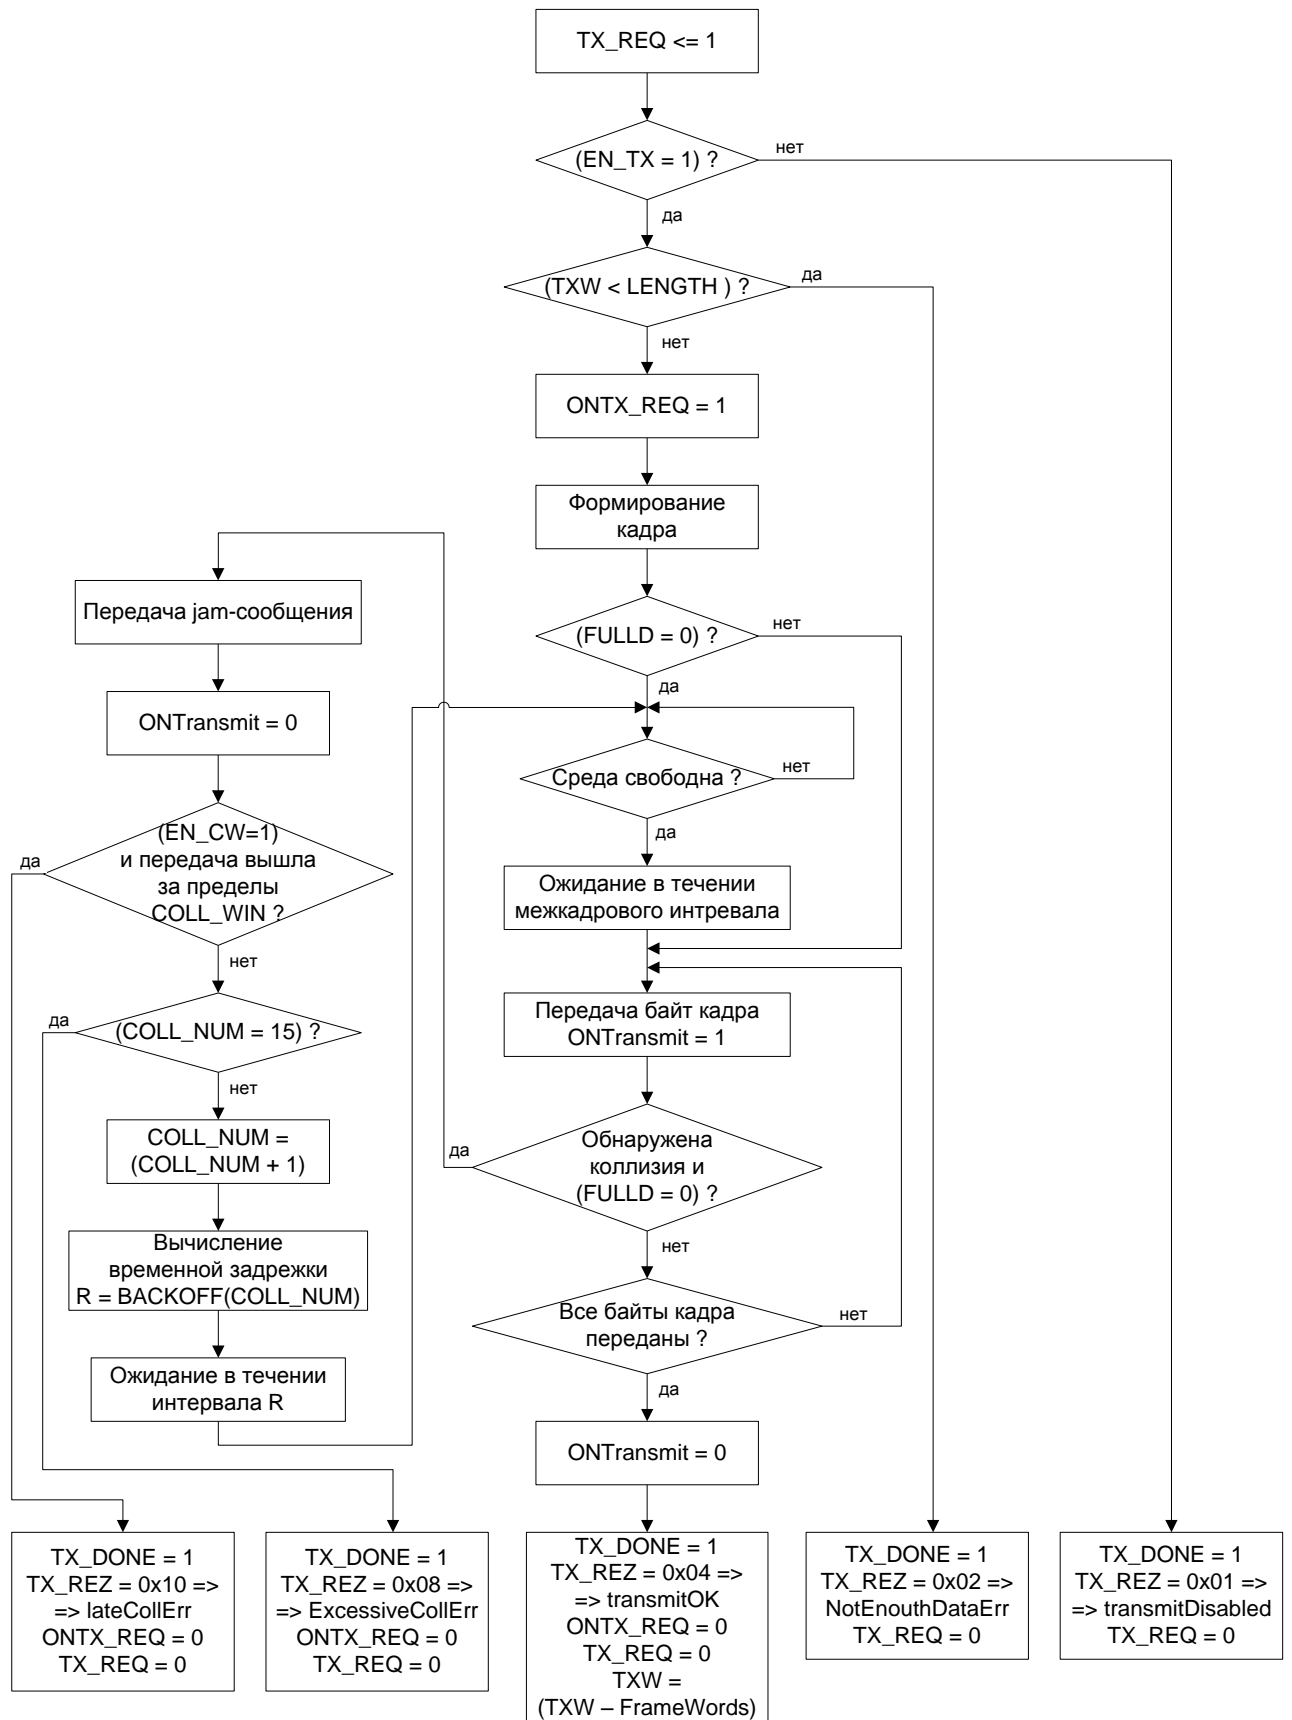 TX_REQ <= 1
(EN_TX = 1) ?
нет
да
(TXW < LENGTH ) ?
да
нет
ONTX_REQ = 1
Формирование
кадра
(FULLD = 0) ?
нет
да
Среда свободна ?
нет
да
Ожидание в течении
межкадрового интревала
Передача байт кадра
ONTransmit = 1
Обнаружена
коллизия и
(FULLD = 0) ?
да
нет
Все байты кадра
переданы ?
нет
да
ONTransmit = 0
Передача jam-сообщения
ONTransmit = 0
(EN_CW=1)
и передача вышла
за пределы
COLL_WIN ?
да
нет
(COLL_NUM = 15) ?
да
нет
COLL_NUM =
(COLL_NUM + 1)
Вычисление
временной задрежки
R = BACKOFF(COLL_NUM)
Ожидание в течении
интервала R
TX_DONE = 1
TX_REZ = 0x10 =>
=> lateCollErr
ONTX_REQ = 0
TX_REQ = 0
TX_DONE = 1
TX_REZ = 0x08 =>
=> ExcessiveCollErr
ONTX_REQ = 0
TX_REQ = 0
TX_DONE = 1
TX_REZ = 0x04 =>
=> transmitOK
ONTX_REQ = 0
TX_REQ = 0
TXW =
(TXW – FrameWords)
TX_DONE = 1
TX_REZ = 0x02 =>
NotEnouthDataErr
TX_REQ = 0
TX_DONE = 1
TX_REZ = 0x01 =>
=> transmitDisabled
TX_REQ = 0